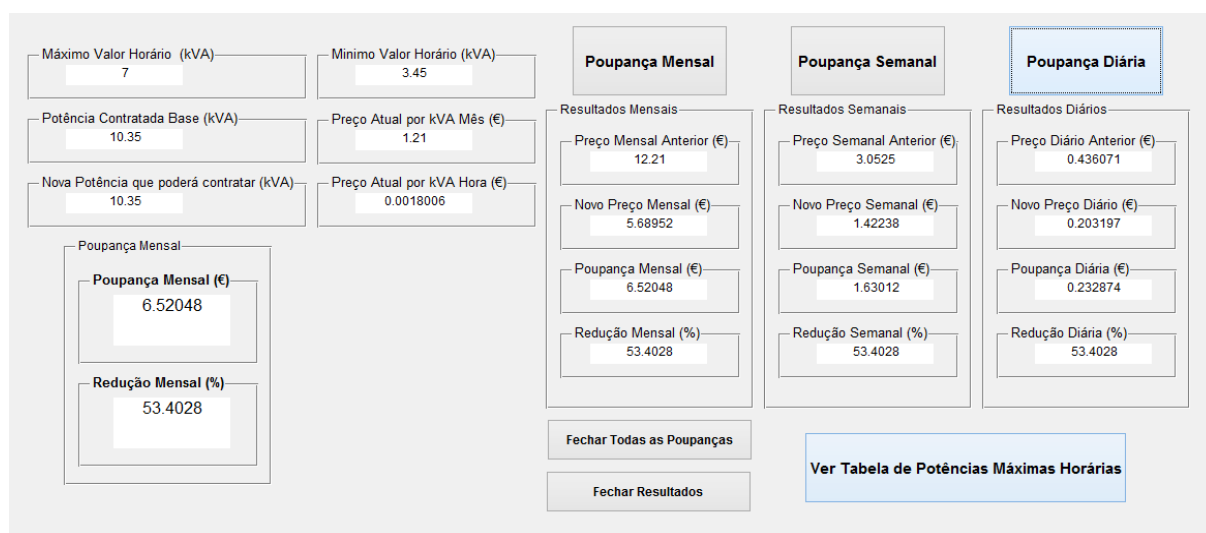 Máximo Valor Horário (kVA)
7
Minimo Valor Horário (kVA)
3.45
Potência Contratada Base (kVA)
10.35
Preço Atual por kVA Mês (€)
1.21
Nova Potência que poderá contratar (kVA)
10.35
Preço Atual por kVA Hora (€)
0.0018006
Poupança Mensal
Poupança Mensal (€)
6.52048
Redução Mensal (%)
53.4028
Poupança Mensal
Resultados Mensais
Preço Mensal Anterior (€)
12.21
Novo Preço Mensal (€)
5.68952
Poupança Mensal (€)
6.52048
Redução Mensal (%)
53.4028
Poupança Semanal
Resultados Semanais
Preço Semanal Anterior (€)
3.0525
Novo Preço Semanal (€)
1.42238
Poupança Semanal (€)
1.63012
Redução Semanal (%)
53.4028
Poupança Diária
Resultados Diários
Preço Diário Anterior (€)
0.436071
Novo Preço Diário (€)
0.203197
Poupança Diária (€)
0.232874
Redução Diária (%)
53.4028
Fechar Todas as Poupanças
Fechar Resultados
Ver Tabela de Potências Máximas Horárias